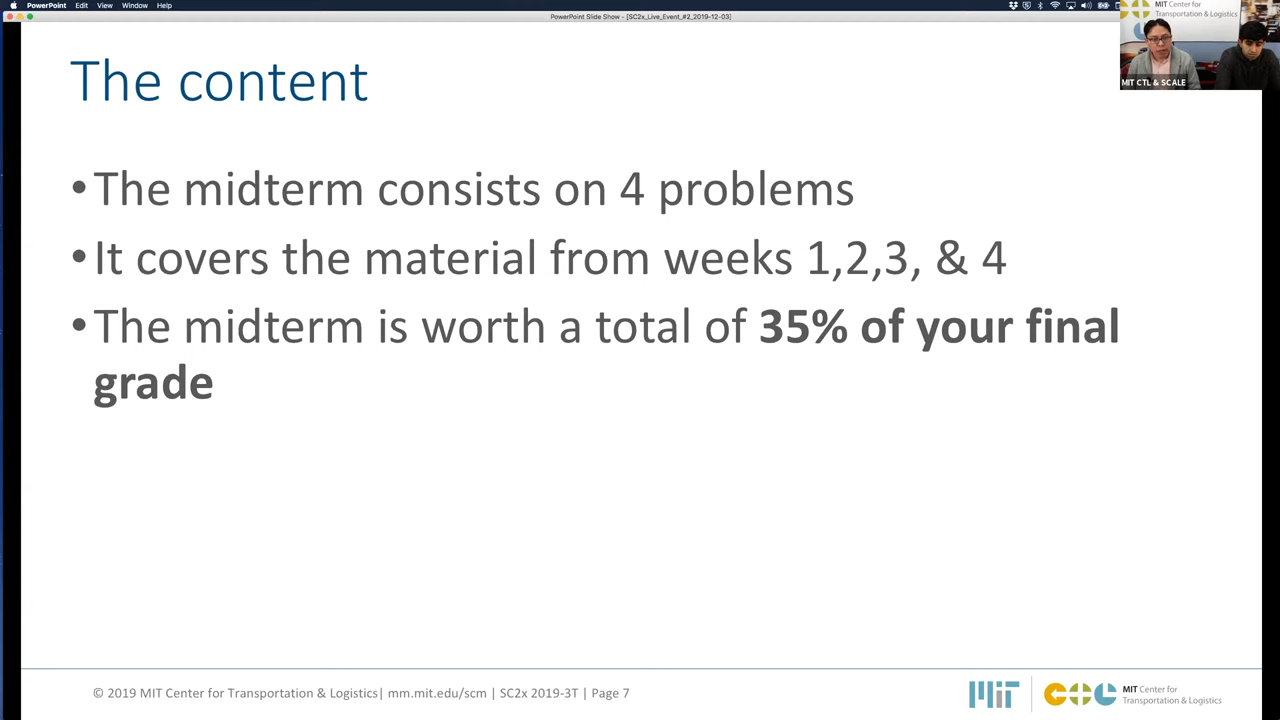 PowerPoint Edit View Window Help
PowerPoint Slide Show - [SC2x_Live_Event_#2_2019-12-03]
MIT Center for
Transportation & Logistics
MIT CTL & SCALE
The content
•The midterm consists on 4 problems
•It covers the material from weeks 1,2,3, & 4
•The midterm is worth a total of 35% of your final
grade
© 2019 MIT Center for Transportation & Logistics| mm.mit.edu/scm | SC2x 2019-3T | Page 7
MIT
MIT Center for
Transportation & Logistics